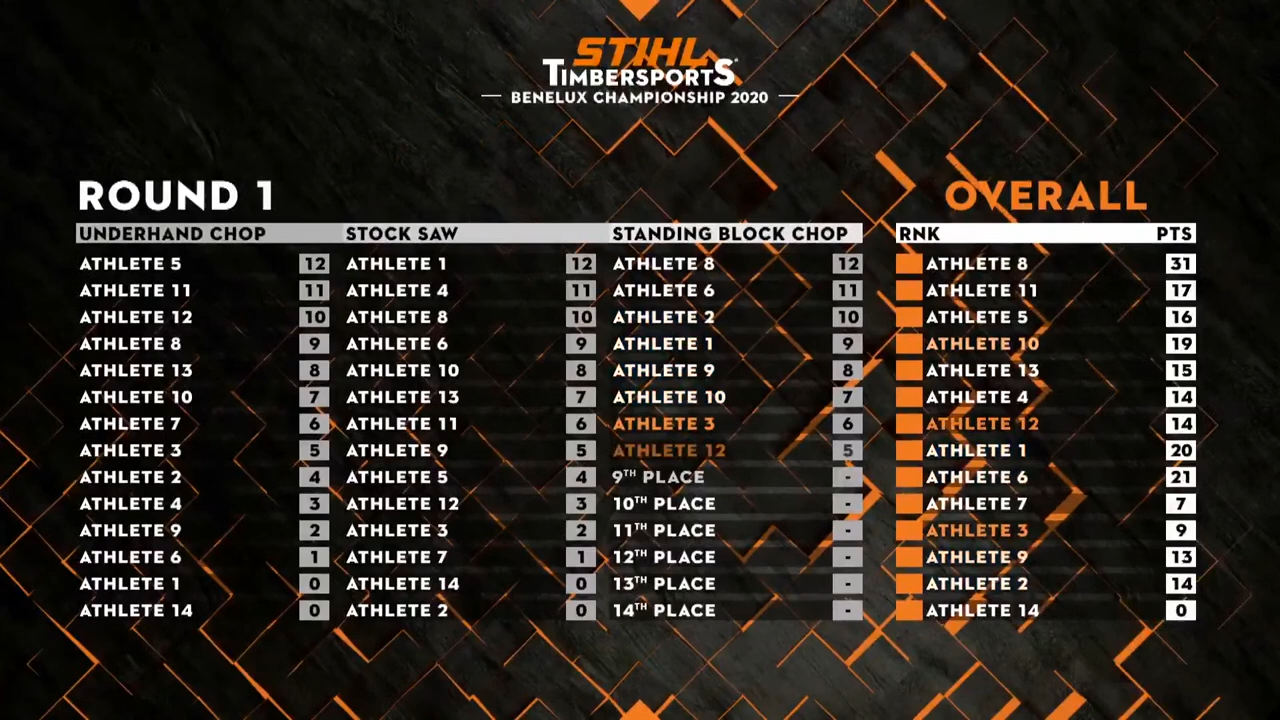 STIHL
TIMBERSPORTS®
BENELUX CHAMPIONSHIP 2020
ROUND 1 OVERALL
UNDERHAND CHOP STOCK SAW STANDING BLOCK CHOP RNK PTS
ATHLETE 5 12 ATHLETE 1 12 ATHLETE 8 12 ATHLETE 8 31
ATHLETE 11 11 ATHLETE 4 11 ATHLETE 6 11 ATHLETE 11 17
ATHLETE 12 10 ATHLETE 8 10 ATHLETE 2 10 ATHLETE 5 16
ATHLETE 8 9 ATHLETE 6 9 ATHLETE 1 9 ATHLETE 10 19
ATHLETE 13 8 ATHLETE 10 8 ATHLETE 9 8 ATHLETE 13 15
ATHLETE 10 7 ATHLETE 13 7 ATHLETE 10 7 ATHLETE 4 14
ATHLETE 7 6 ATHLETE 11 6 ATHLETE 3 6 ATHLETE 12 14
ATHLETE 3 5 ATHLETE 9 5 ATHLETE 12 5 ATHLETE 1 20
ATHLETE 2 4 ATHLETE 5 4 9TH PLACE - ATHLETE 6 21
ATHLETE 4 3 ATHLETE 12 3 10TH PLACE - ATHLETE 7 7
ATHLETE 9 2 ATHLETE 3 2 11TH PLACE - ATHLETE 3 9
ATHLETE 6 1 ATHLETE 7 1 12TH PLACE - ATHLETE 9 13
ATHLETE 1 0 ATHLETE 14 0 13TH PLACE - ATHLETE 2 14
ATHLETE 14 0 ATHLETE 2 0 14TH PLACE - ATHLETE 14 0